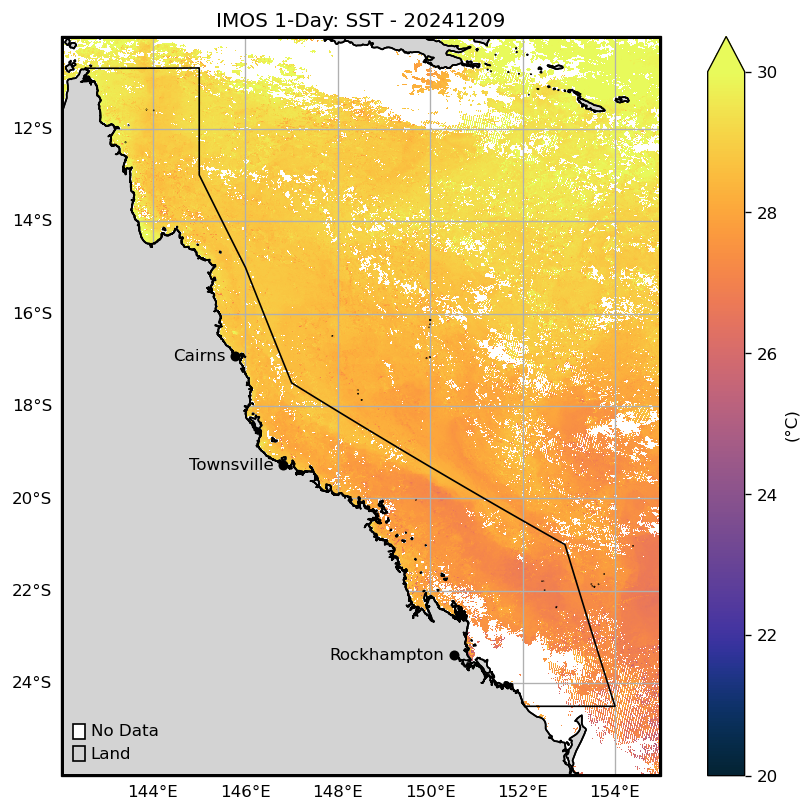 IMOS 1-Day: SST - 20241209
30
12°S
28
14°S
16°S
26
Cairns
18°S
(°C)
Townsville
24
20°S
22°S
22
Rockhampton
24°S
No Data
Land
20
144°E 146°E 148°E 150°E 152°E 154°E